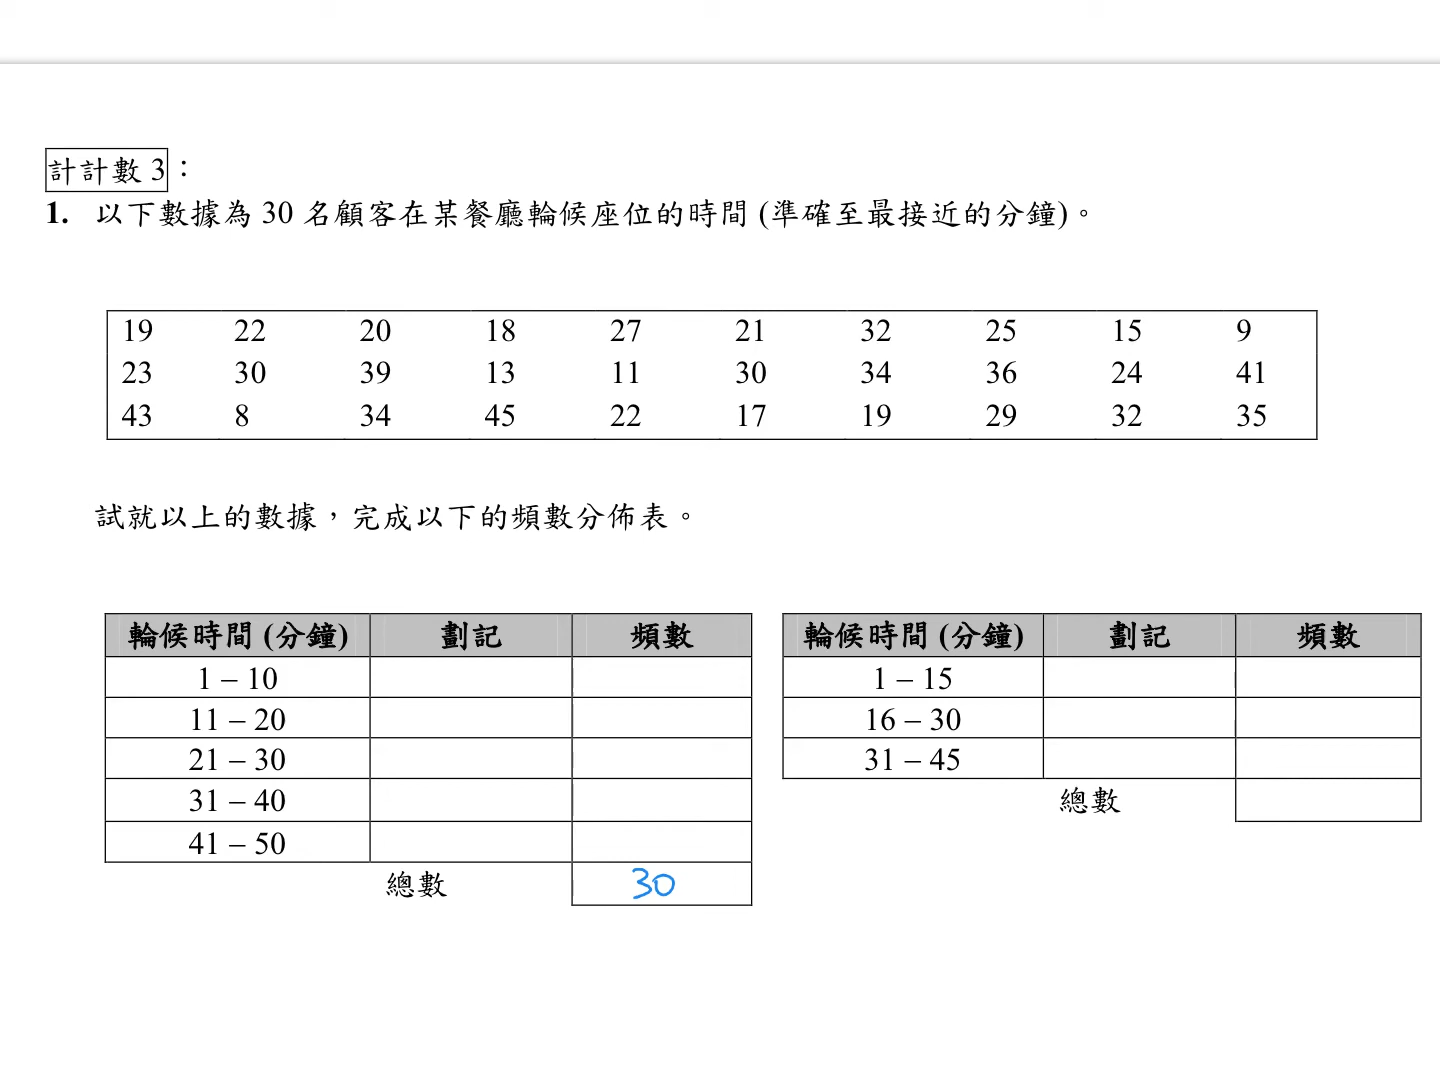 計計數 3：
1. 以下數據為 30 名顧客在某餐廳輪候座位的時間 (準確至最接近的分鐘)。
19 22 20 18 27 21 32 25 15 9
23 30 39 13 11 30 34 36 24 41
43 8 34 45 22 17 19 29 32 35
試就以上的數據，完成以下的頻數分佈表。
輪候時間 (分鐘) 劃記 頻數
1 – 10
11 – 20
21 – 30
31 – 40
41 – 50
總數 30
輪候時間 (分鐘) 劃記 頻數
1 – 15
16 – 30
31 – 45
總數